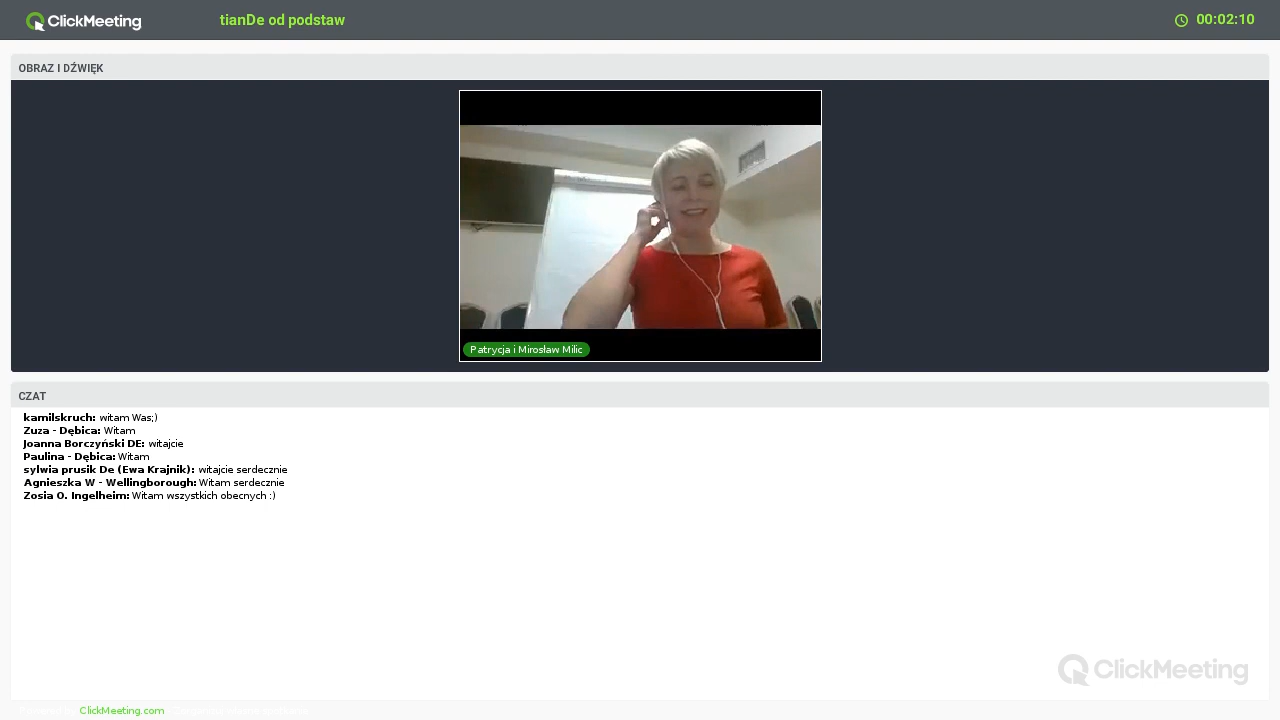 ClickMeeting
tianDe od podstaw
00:02:10
OBRAZ I DŹWIĘK
Patrycja i Mirosław Milic
CZAT
kamilskruch: witam Was;)
Zuza - Dębica: Witam
Joanna Borczyński DE: witajcie
Paulina - Dębica: Witam
sylwia prusik De (Ewa Krajnik): witajcie serdecznie
Agnieszka W - Wellingborough: Witam serdecznie
Zosia O. Ingelheim: Witam wszystkich obecnych :)
ClickMeeting
ClickMeeting.com